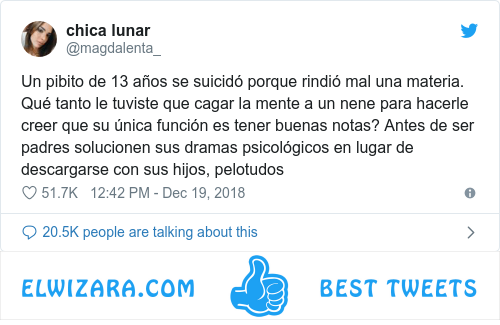 chica lunar
@magdalenta_
Un pibito de 13 años se suicidó porque rindió mal una materia.
Qué tanto le tuviste que cagar la mente a un nene para hacerle
creer que su única función es tener buenas notas? Antes de ser
padres solucionen sus dramas psicológicos en lugar de
descargarse con sus hijos, pelotudos
51.7K 12:42 PM - Dec 19, 2018
20.5K people are talking about this
ELWIZARA.COM BEST TWEETS